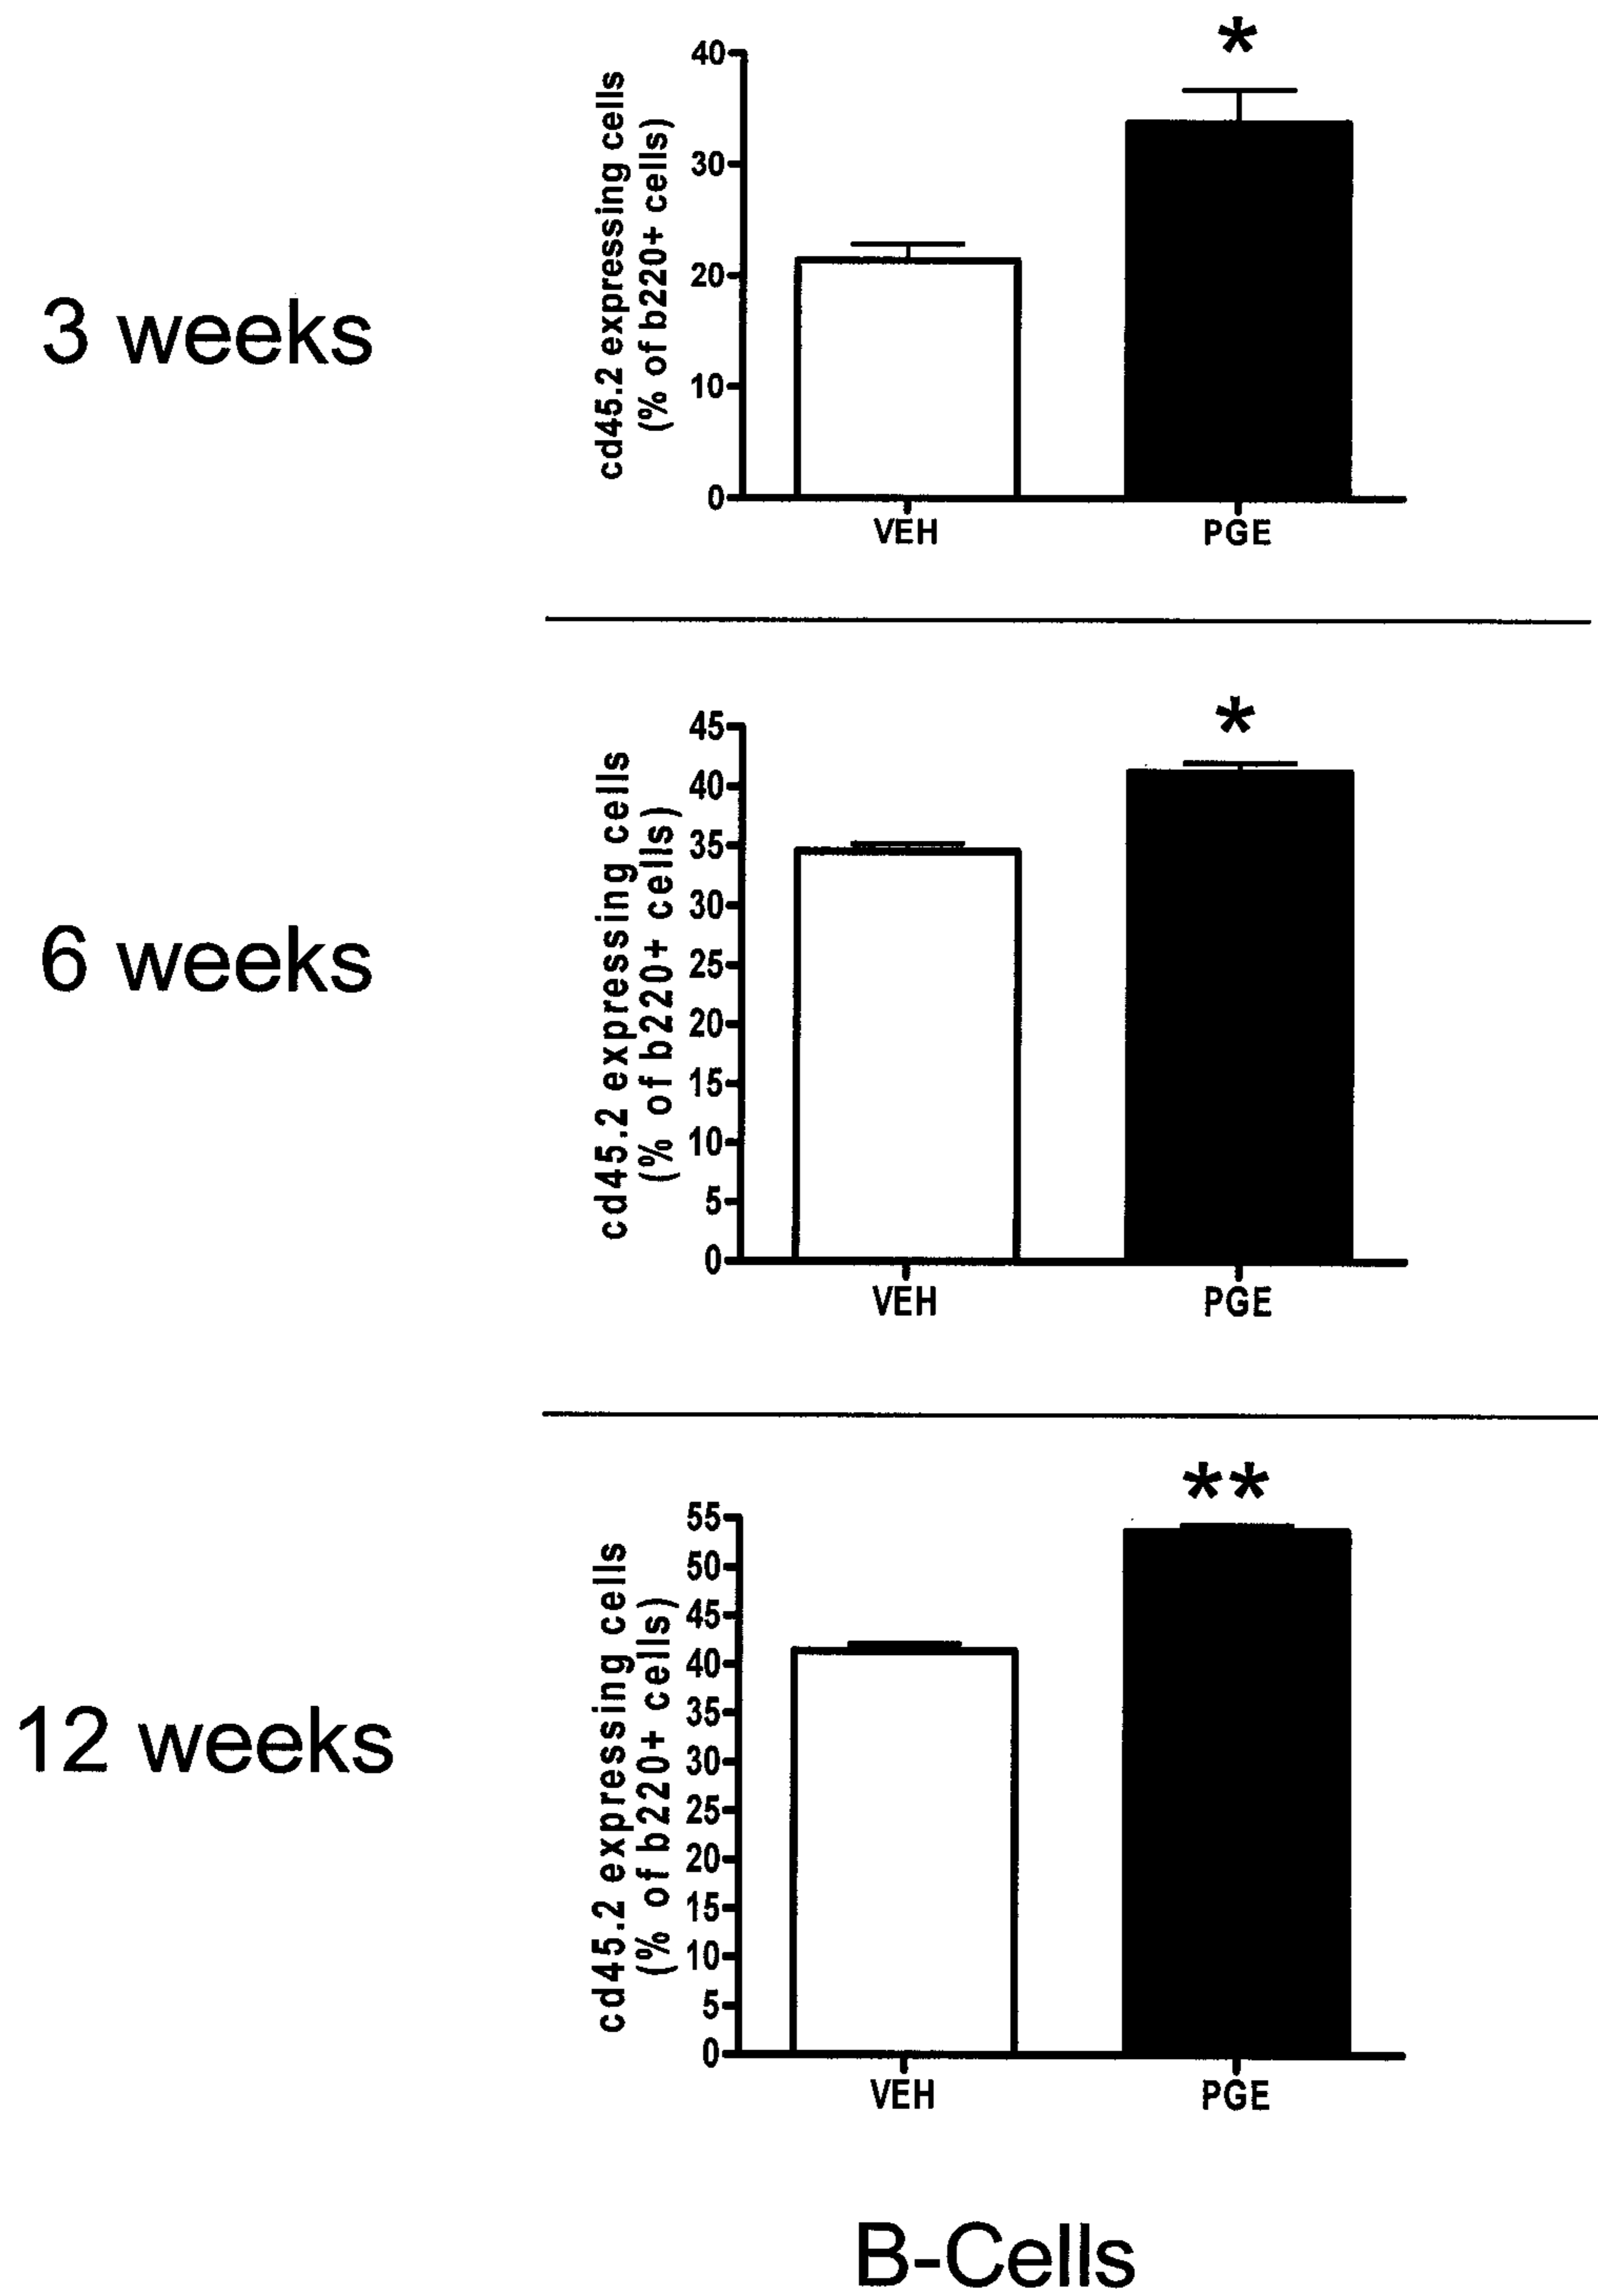 *
40
30
20
10
0
cd45.2 expressing cells
(% of b220+ cells)
VEH
PGE
3 weeks
*
45
40
35
30
25
20
15
10
5
0
cd45.2 expressing cells
(% of b220+ cells)
VEH
PGE
6 weeks
**
55
50
45
40
35
30
25
20
15
10
5
0
cd45.2 expressing cells
(% of b220+ cells)
VEH
PGE
12 weeks
B-Cells